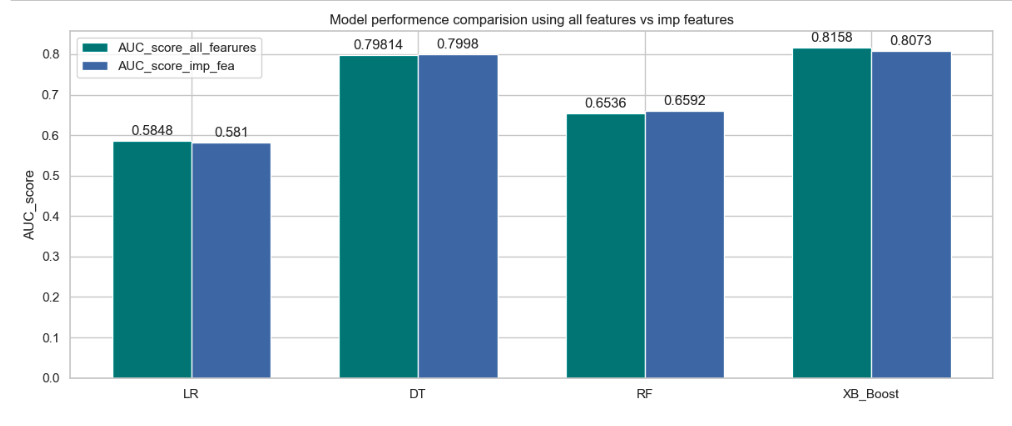 Model performence comparision using all features vs imp features
AUC_score_all_fearures
AUC_score_imp_fea
0.5848
0.581
0.79814
0.7998
0.6536
0.6592
0.8158
0.8073
AUC_score
0.8
0.7
0.6
0.5
0.4
0.3
0.2
0.1
0.0
LR
DT
RF
XB_Boost